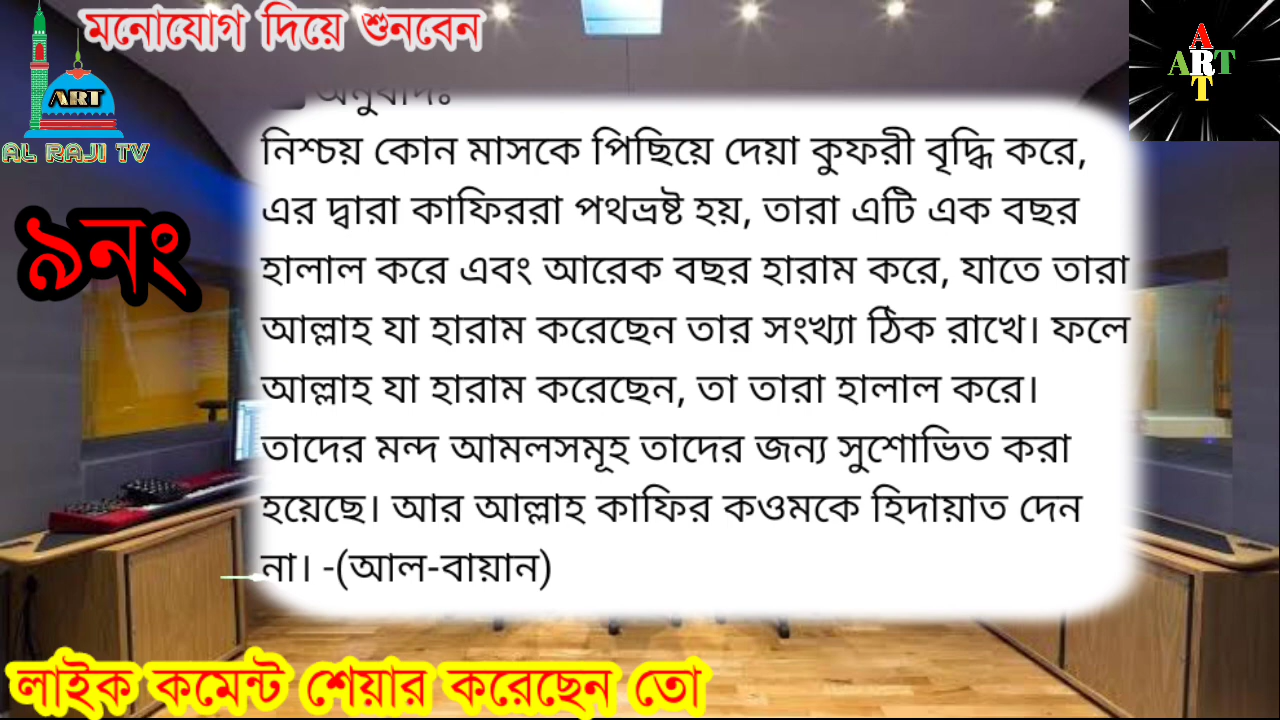 মনোযোগ দিয়ে শুনবেন
ART
ART
AL RAJI TV
অনুবাদঃ
নিশ্চয় কোন মাসকে পিছিয়ে দেয়া কুফরী বৃদ্ধি করে,
এর দ্বারা কাফিররা পথভ্রষ্ট হয়, তারা এটি এক বছর
হালাল করে এবং আরেক বছর হারাম করে, যাতে তারা
আল্লাহ যা হারাম করেছেন তার সংখ্যা ঠিক রাখে। ফলে
আল্লাহ যা হারাম করেছেন, তা তারা হালাল করে।
তাদের মন্দ আমলসমূহ তাদের জন্য সুশোভিত করা
হয়েছে। আর আল্লাহ কাফির কওমকে হিদায়াত দেন
না। -(আল-বায়ান)
৯নং
লাইক কমেন্ট শেয়ার করেছেন তো